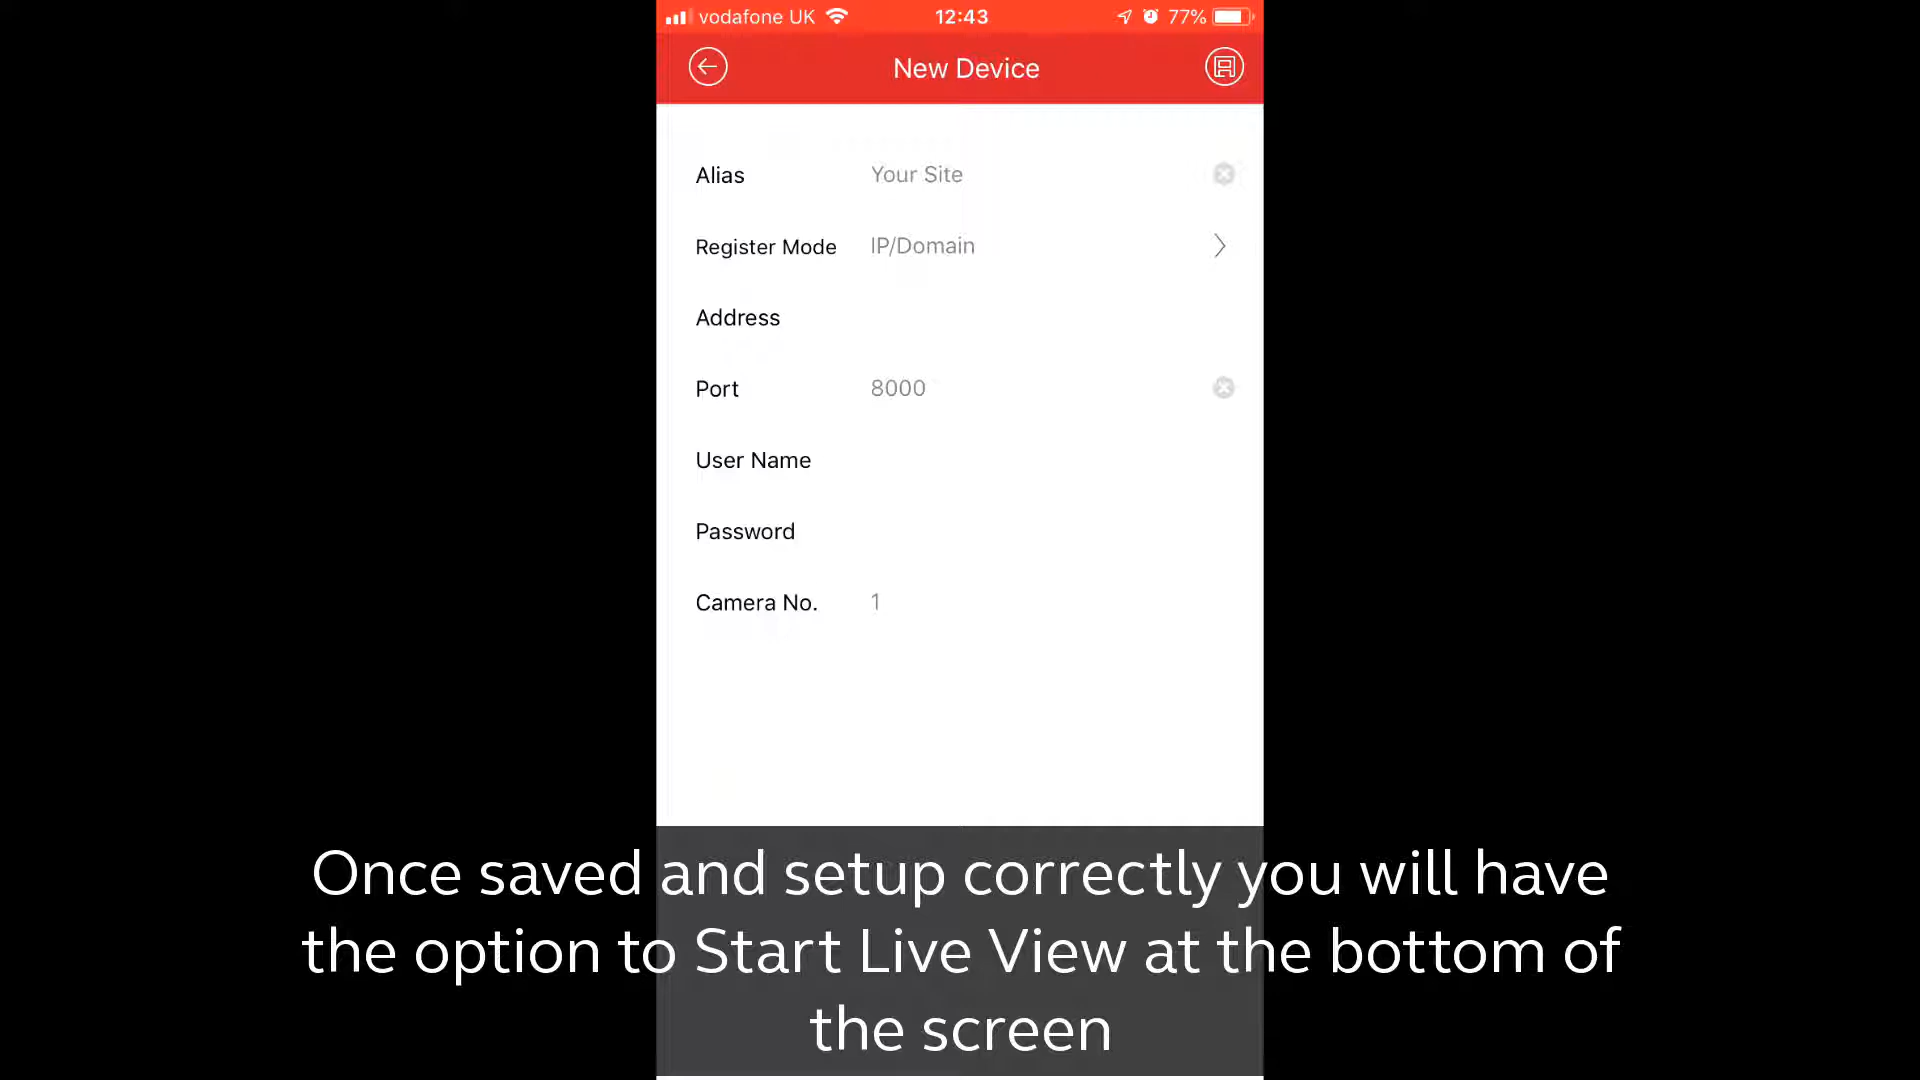 vodafone UK 12:43 77%
New Device
Alias Your Site
Register Mode IP/Domain
Address
Port 8000
User Name
Password
Camera No. 1
Once saved and setup correctly you will have
the option to Start Live View at the bottom of
the screen